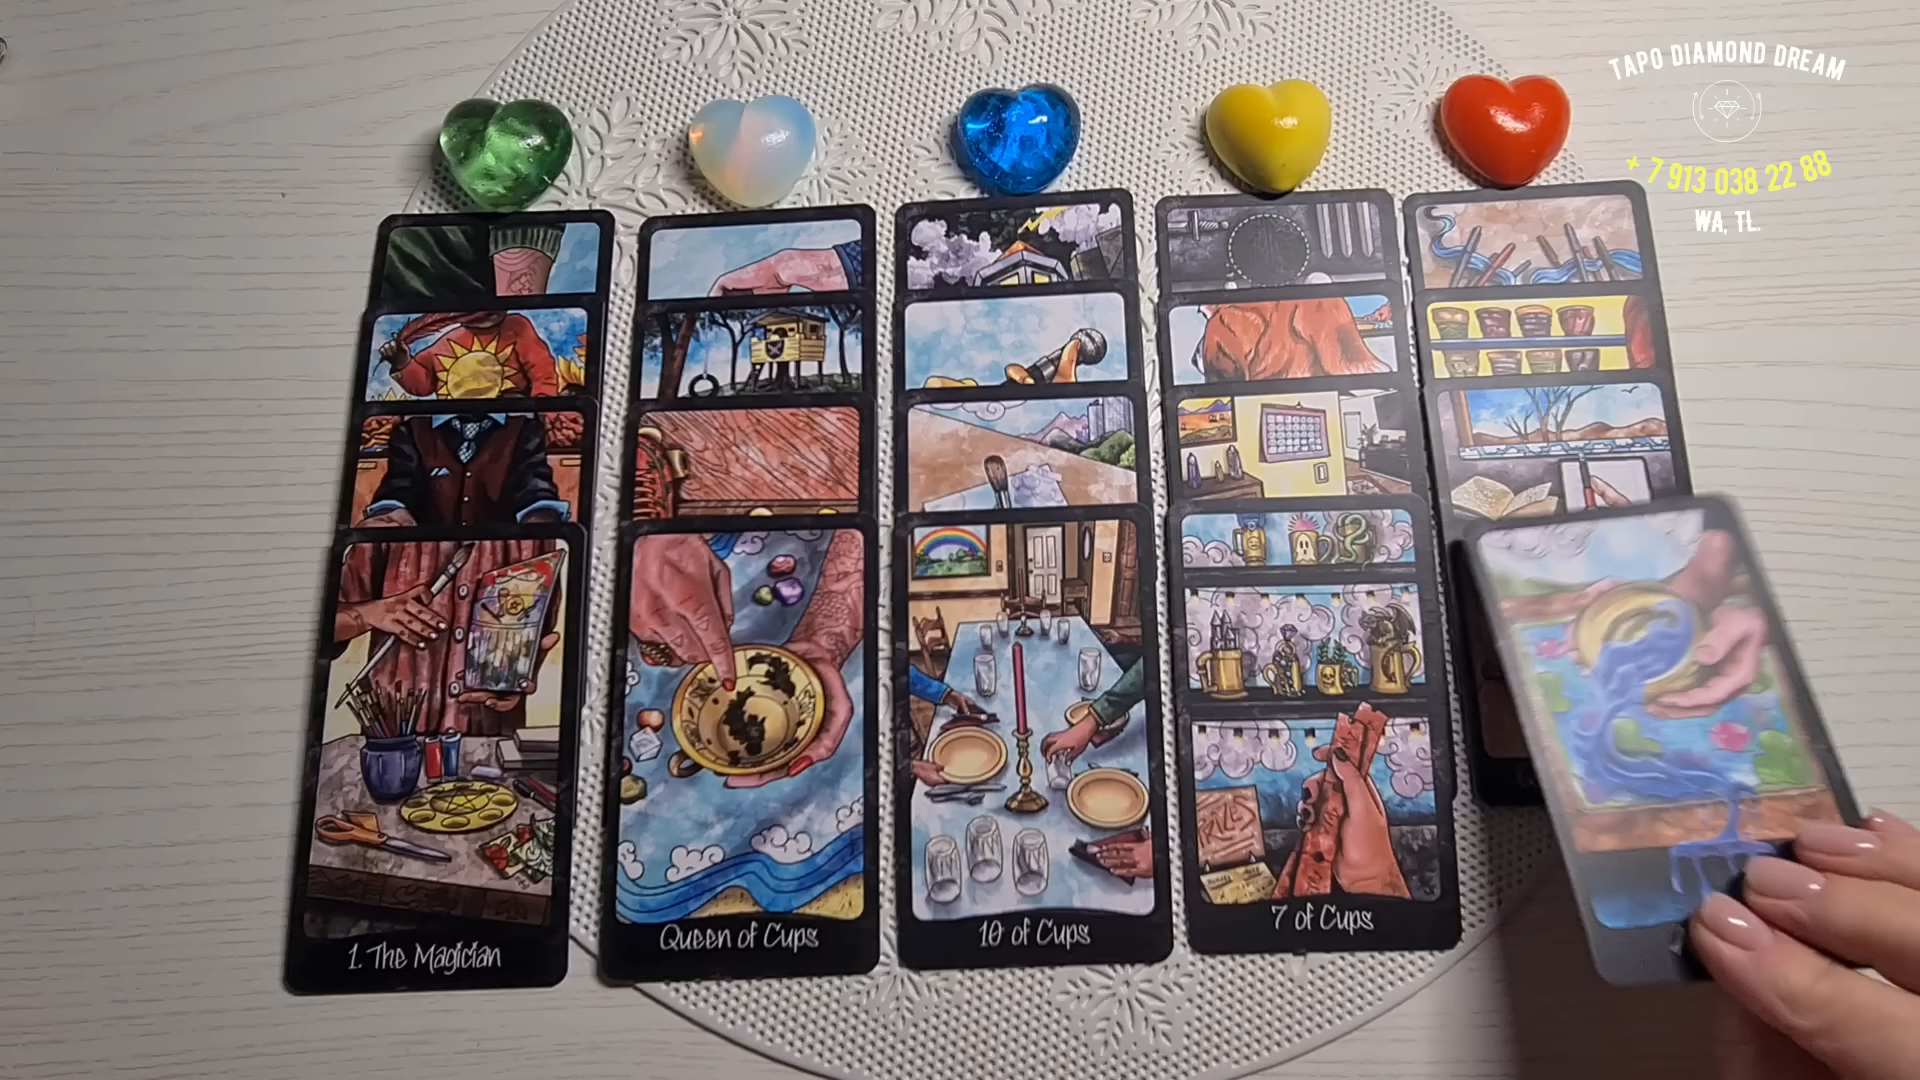 ТАРО DIAMOND DREAM
+ 7 913 038 22 88
WA, TL.
1. The Magician
Queen of Cups
10 of Cups
7 of Cups
RULES